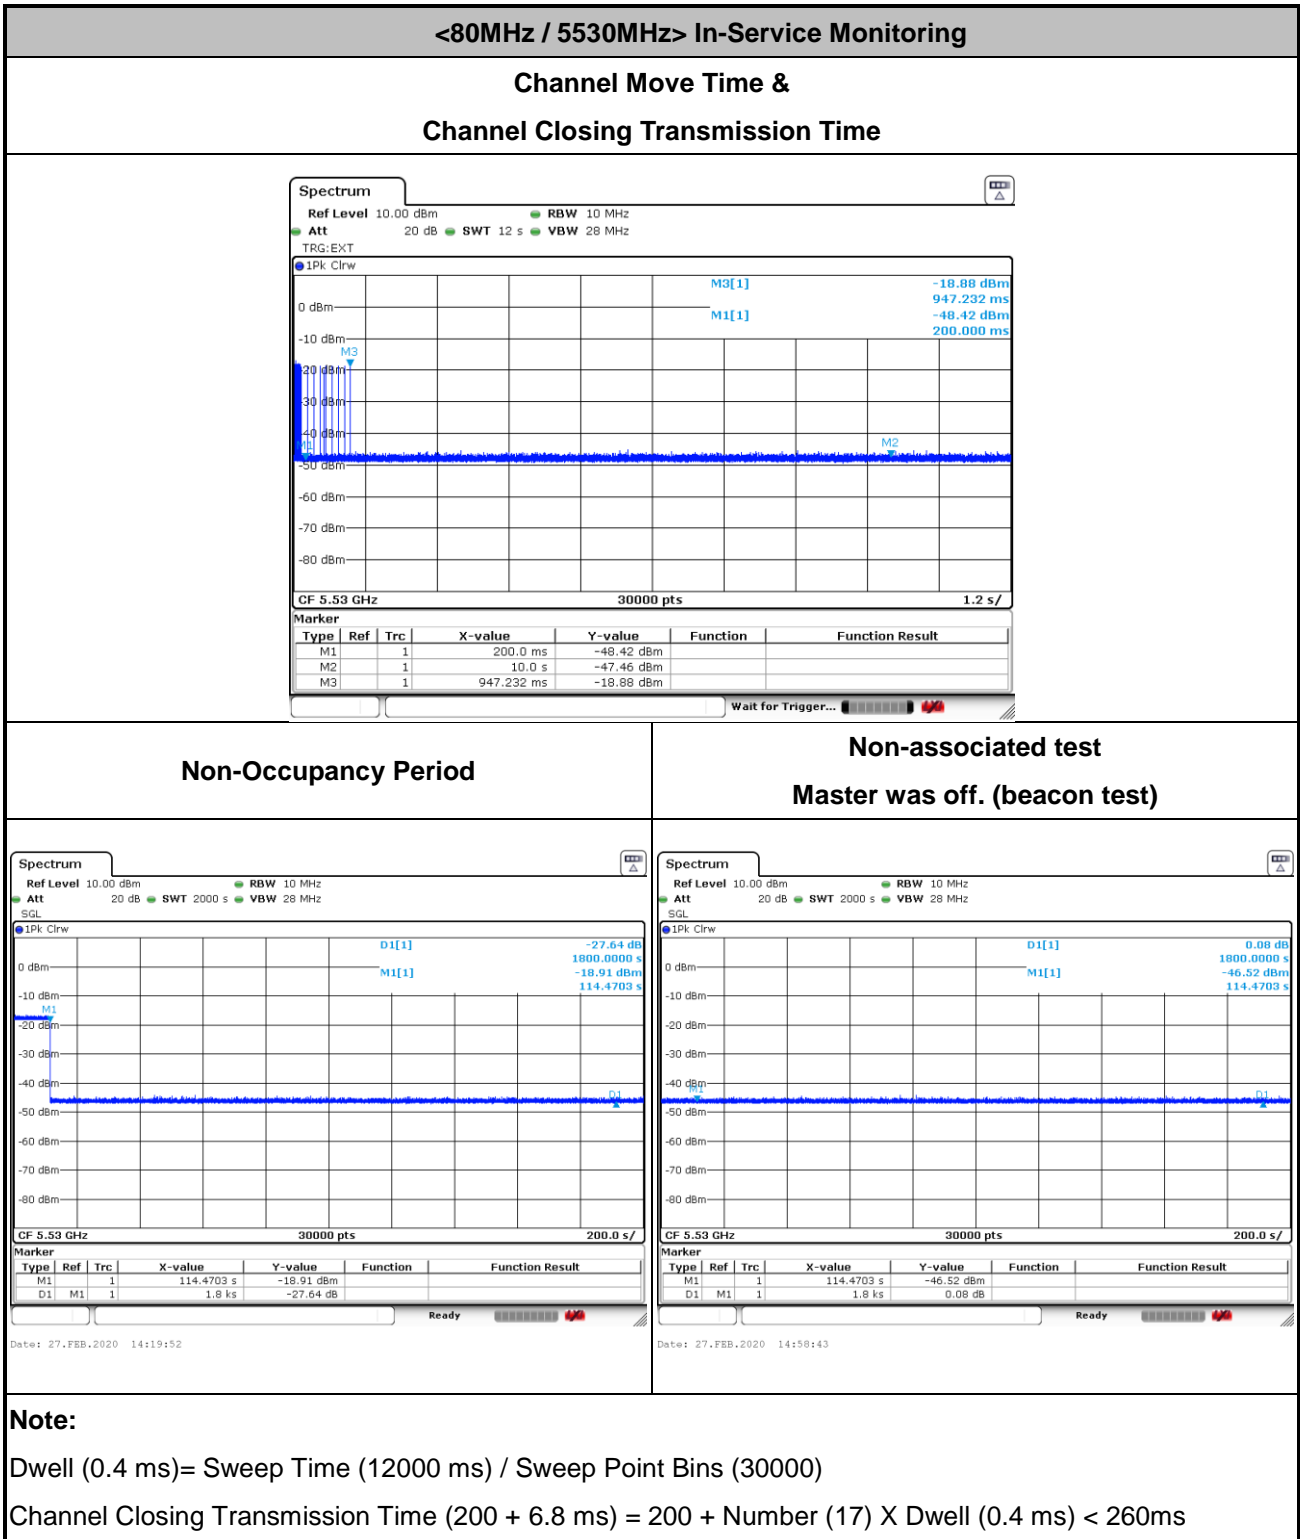 <80MHz / 5530MHz> In-Service Monitoring
Channel Move Time &
Channel Closing Transmission Time
Spectrum
Ref Level 10.00 dBm RBW 10 MHz
Att 20 dB SWT 12 s VBW 28 MHz
TRG:EXT
1Pk Clrw
M3[1] -18.88 dBm
947.232 ms
0 dBm
M1[1] -48.42 dBm
200.000 ms
-10 dBm
M3
-20 dBm
-30 dBm
-40 dBm
M1 M2
-50 dBm
-60 dBm
-70 dBm
-80 dBm
CF 5.53 GHz 30000 pts 1.2 s/
Marker
Type Ref Trc X-value Y-value Function Function Result
M1 1 200.0 ms -48.42 dBm
M2 1 10.0 s -47.46 dBm
M3 1 947.232 ms -18.88 dBm
Wait for Trigger...
Non-Occupancy Period
Non-associated test
Master was off. (beacon test)
Spectrum
Ref Level 10.00 dBm RBW 10 MHz
Att 20 dB SWT 2000 s VBW 28 MHz
SGL
1Pk Clrw
D1[1] -27.64 dB
1800.0000 s
0 dBm
M1[1] -18.91 dBm
114.4703 s
-10 dBm
M1
-20 dBm
-30 dBm
-40 dBm
D1
-50 dBm
-60 dBm
-70 dBm
-80 dBm
CF 5.53 GHz 30000 pts 200.0 s/
Marker
Type Ref Trc X-value Y-value Function Function Result
M1 1 114.4703 s -18.91 dBm
D1 M1 1 1.8 ks -27.64 dB
Ready
Date: 27.FEB.2020 14:19:52
Spectrum
Ref Level 10.00 dBm RBW 10 MHz
Att 20 dB SWT 2000 s VBW 28 MHz
SGL
1Pk Clrw
D1[1] 0.08 dB
1800.0000 s
0 dBm
M1[1] -46.52 dBm
114.4703 s
-10 dBm
-20 dBm
-30 dBm
-40 dBm
M1 D1
-50 dBm
-60 dBm
-70 dBm
-80 dBm
CF 5.53 GHz 30000 pts 200.0 s/
Marker
Type Ref Trc X-value Y-value Function Function Result
M1 1 114.4703 s -46.52 dBm
D1 M1 1 1.8 ks 0.08 dB
Ready
Date: 27.FEB.2020 14:58:43
Note:
Dwell (0.4 ms)= Sweep Time (12000 ms) / Sweep Point Bins (30000)
Channel Closing Transmission Time (200 + 6.8 ms) = 200 + Number (17) X Dwell (0.4 ms) < 260ms